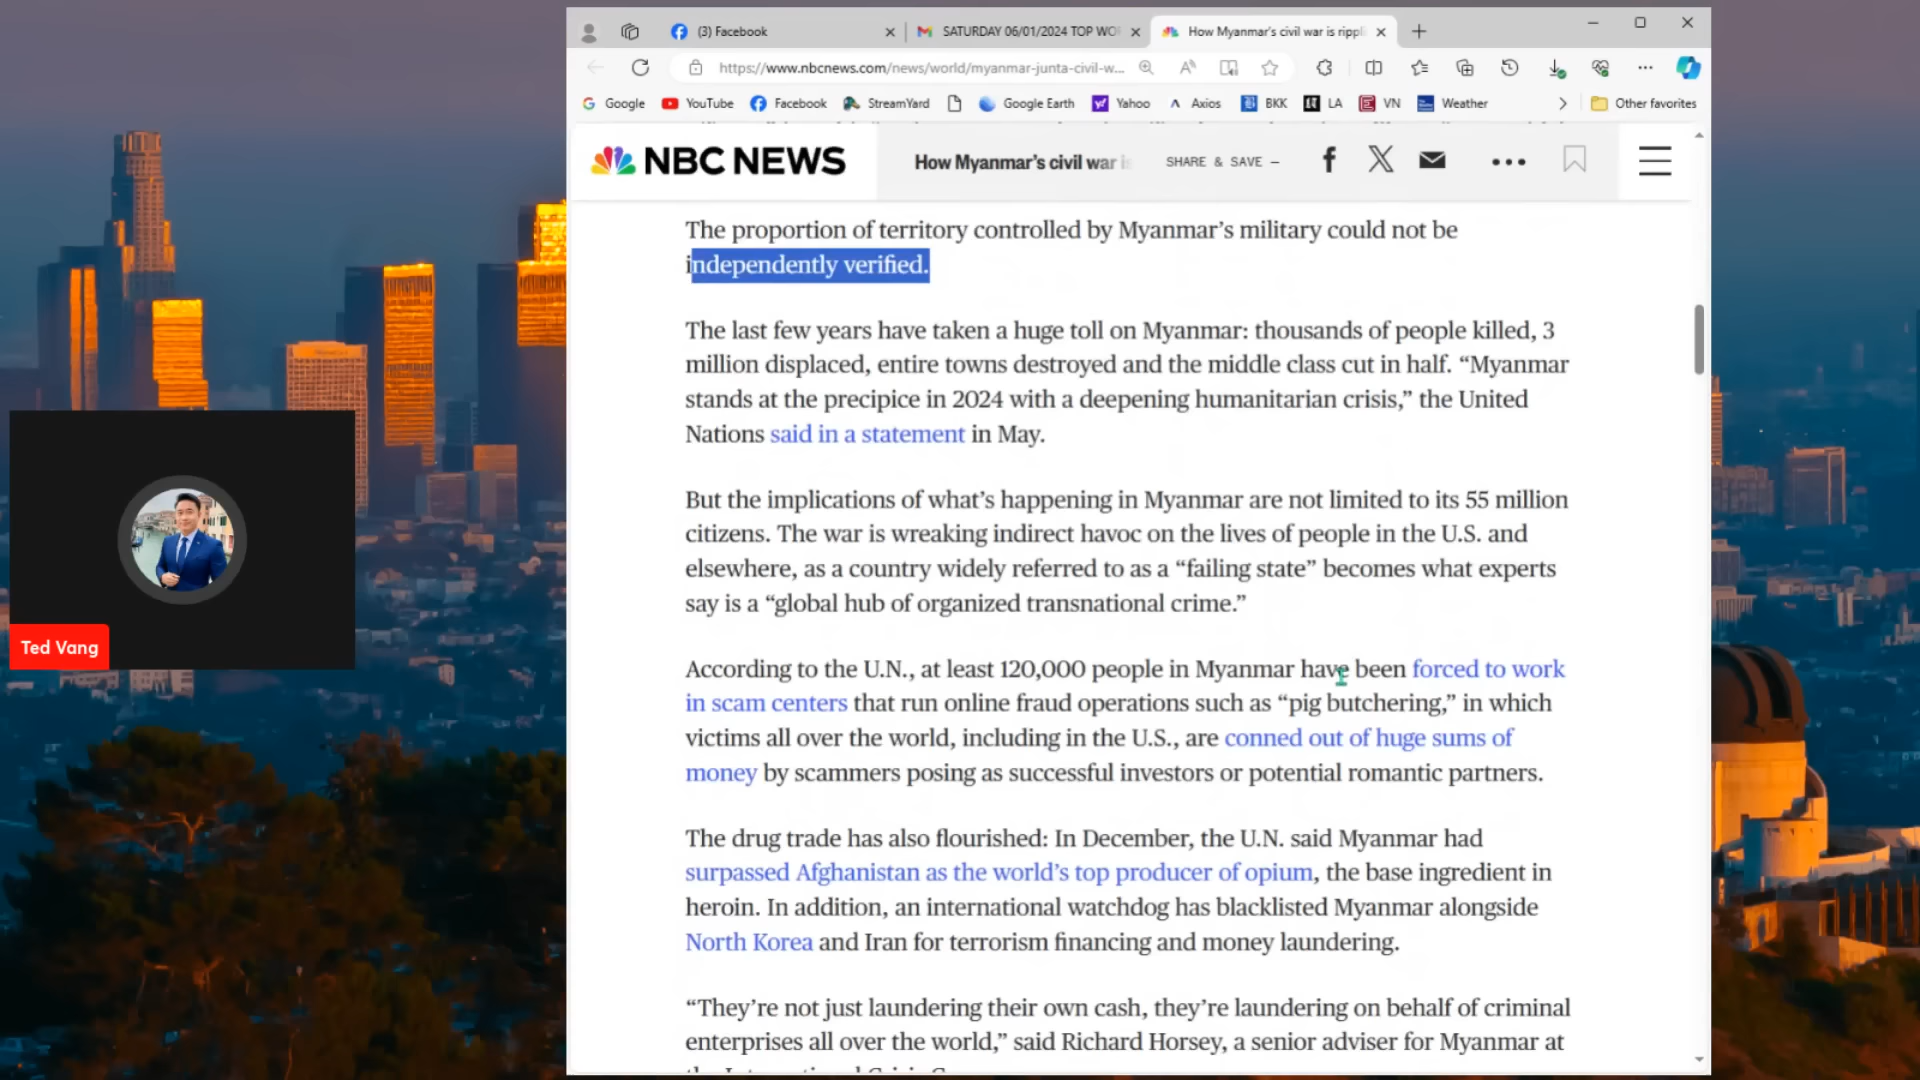 (3) Facebook
SATURDAY 06/01/2024 TOP WO
How Myanmar's civil war is rippli
https://www.nbcnews.com/news/world/myanmar-junta-civil-w...
Google YouTube Facebook StreamYard Google Earth Yahoo Axios BKK LA VN Weather Other favorites
NBC NEWS
How Myanmar's civil war i
SHARE & SAVE –
The proportion of territory controlled by Myanmar’s military could not be
independently verified.
The last few years have taken a huge toll on Myanmar: thousands of people killed, 3
million displaced, entire towns destroyed and the middle class cut in half. “Myanmar
stands at the precipice in 2024 with a deepening humanitarian crisis,” the United
Nations said in a statement in May.
But the implications of what’s happening in Myanmar are not limited to its 55 million
citizens. The war is wreaking indirect havoc on the lives of people in the U.S. and
elsewhere, as a country widely referred to as a “failing state” becomes what experts
say is a “global hub of organized transnational crime.”
According to the U.N., at least 120,000 people in Myanmar have been forced to work
in scam centers that run online fraud operations such as “pig butchering,” in which
victims all over the world, including in the U.S., are conned out of huge sums of
money by scammers posing as successful investors or potential romantic partners.
The drug trade has also flourished: In December, the U.N. said Myanmar had
surpassed Afghanistan as the world’s top producer of opium, the base ingredient in
heroin. In addition, an international watchdog has blacklisted Myanmar alongside
North Korea and Iran for terrorism financing and money laundering.
“They’re not just laundering their own cash, they’re laundering on behalf of criminal
enterprises all over the world,” said Richard Horsey, a senior adviser for Myanmar at
Ted Vang